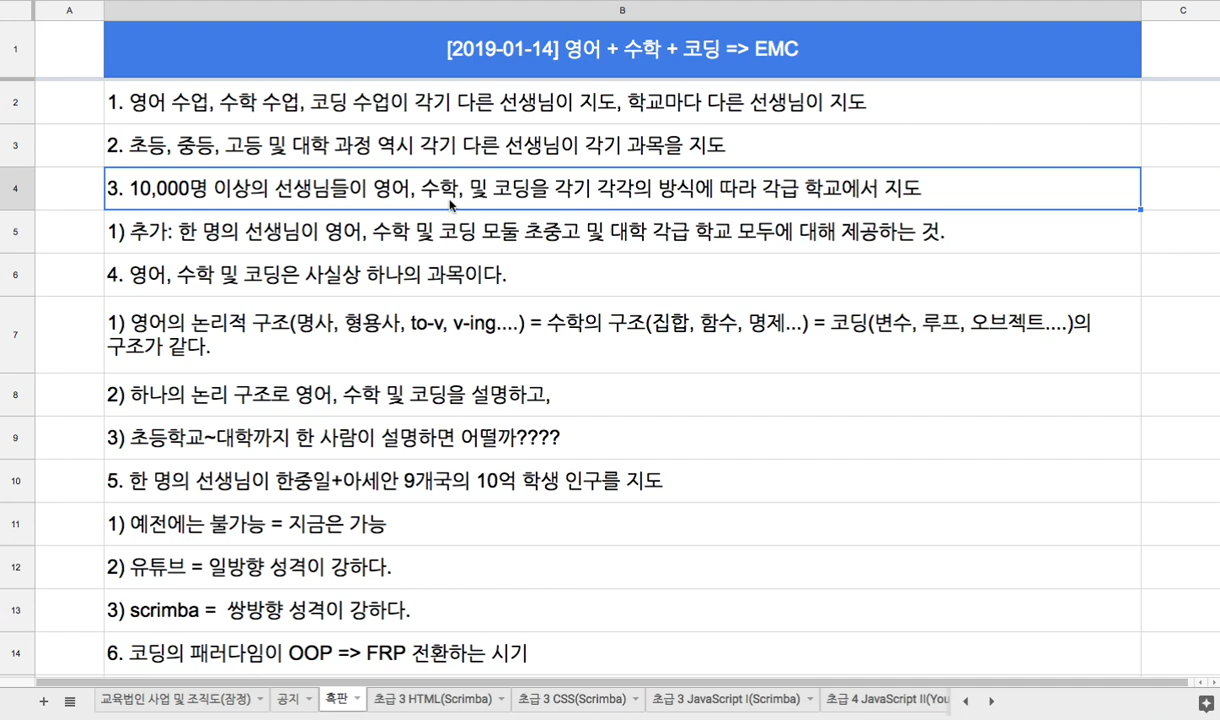 A B C
1 [2019-01-14] 영어 + 수학 + 코딩 => EMC
2 1. 영어 수업, 수학 수업, 코딩 수업이 각기 다른 선생님이 지도, 학교마다 다른 선생님이 지도
3 2. 초등, 중등, 고등 및 대학 과정 역시 각기 다른 선생님이 각기 과목을 지도
4 3. 10,000명 이상의 선생님들이 영어, 수학, 및 코딩을 각기 각각의 방식에 따라 각급 학교에서 지도
5 1) 추가: 한 명의 선생님이 영어, 수학 및 코딩 모둘 초중고 및 대학 각급 학교 모두에 대해 제공하는 것.
6 4. 영어, 수학 및 코딩은 사실상 하나의 과목이다.
7 1) 영어의 논리적 구조(명사, 형용사, to-v, v-ing....) = 수학의 구조(집합, 함수, 명제...) = 코딩(변수, 루프, 오브젝트....)의
구조가 같다.
8 2) 하나의 논리 구조로 영어, 수학 및 코딩을 설명하고,
9 3) 초등학교~대학까지 한 사람이 설명하면 어떨까????
10 5. 한 명의 선생님이 한중일+아세안 9개국의 10억 학생 인구를 지도
11 1) 예전에는 불가능 = 지금은 가능
12 2) 유튜브 = 일방향 성격이 강하다.
13 3) scrimba = 쌍방향 성격이 강하다.
14 6. 코딩의 패러다임이 OOP => FRP 전환하는 시기
교육법인 사업 및 조직도(잠정) 공지 흑판 초급 3 HTML(Scrimba) 초급 3 CSS(Scrimba) 초급 3 JavaScript I(Scrimba) 초급 4 JavaScript II(You